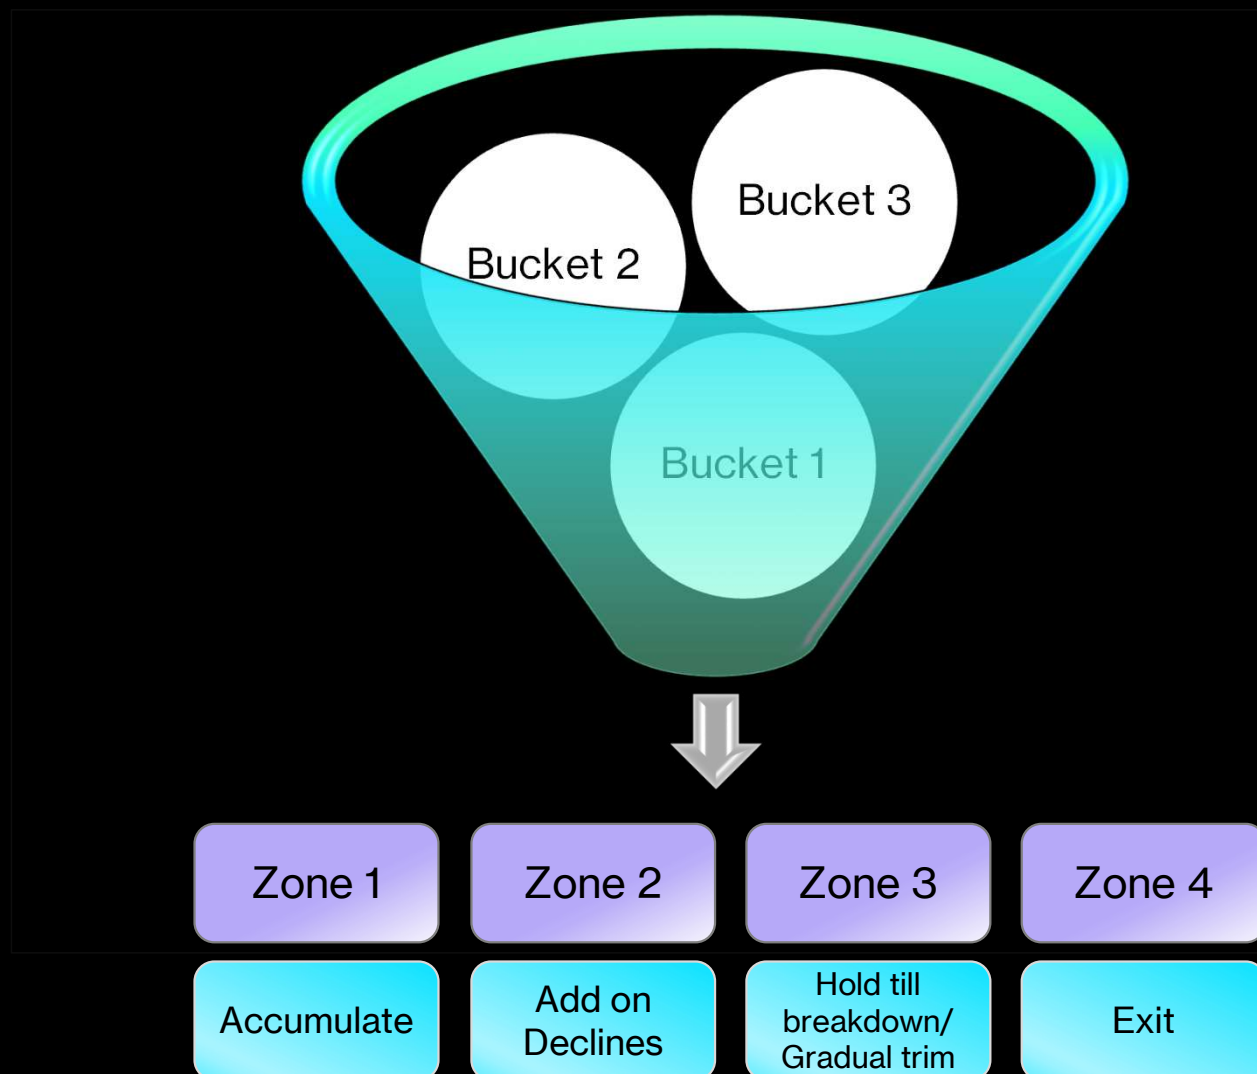 Bucket 3
Bucket 2
Bucket 1
Zone 1
Zone 2
Zone 3
Zone 4
Accumulate
Add on
Declines
Hold till
breakdown/
Gradual trim
Exit